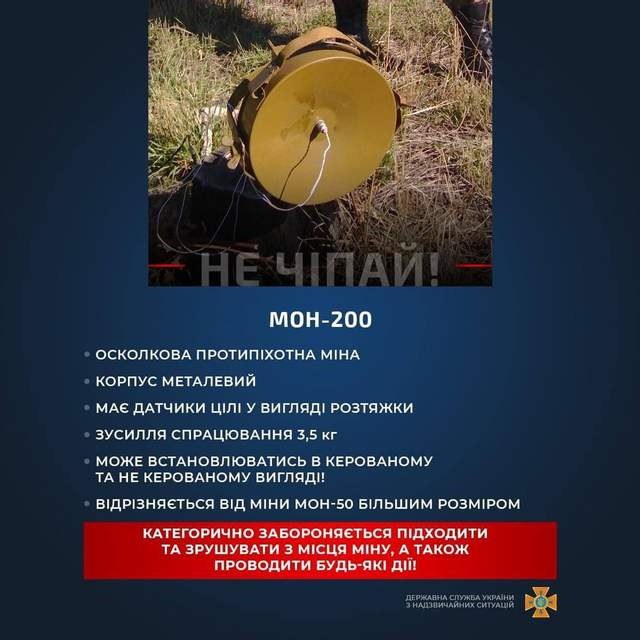 НЕ ЧІПАЙ!
МОН-200
ОСКОЛКОВА ПРОТИПІХОТНА МІНА
КОРПУС МЕТАЛЕВИЙ
МАЄ ДАТЧИКИ ЦІЛІ У ВИГЛЯДІ РОЗТЯЖКИ
ЗУСИЛЛЯ СПРАЦЮВАННЯ 3,5 кг
МОЖЕ ВСТАНОВЛЮВАТИСЬ В КЕРОВАНОМУ
ТА НЕ КЕРОВАНОМУ ВИГЛЯДІ!
ВІДРІЗНЯЄТЬСЯ ВІД МІНИ МОН-50 БІЛЬШИМ РОЗМІРОМ
КАТЕГОРИЧНО ЗАБОРОНЯЄТЬСЯ ПІДХОДИТИ
ТА ЗРУШУВАТИ З МІСЦЯ МІНУ, А ТАКОЖ
ПРОВОДИТИ БУДЬ-ЯКІ ДІЇ!
ДЕРЖАВНА СЛУЖБА УКРАЇНИ
З НАДЗВИЧАЙНИХ СИТУАЦІЙ